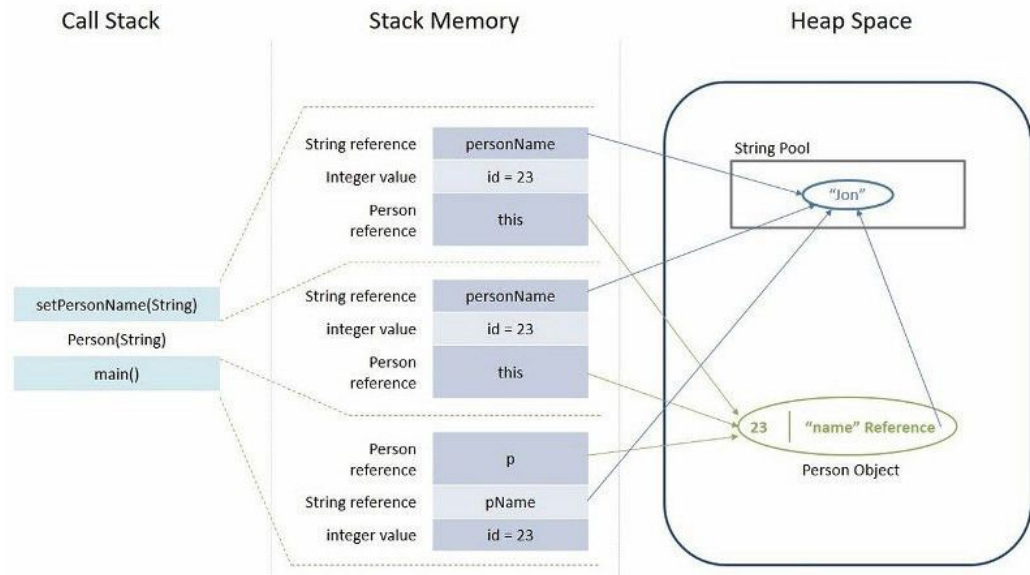 Call Stack
Stack Memory
Heap Space
setPersonName(String)
Person(String)
main()
String reference
personName
Integer value
id = 23
Person
reference
this
String reference
personName
integer value
id = 23
Person
reference
this
Person
reference
p
String reference
pName
integer value
id = 23
String Pool
"Jon"
23
"name" Reference
Person Object